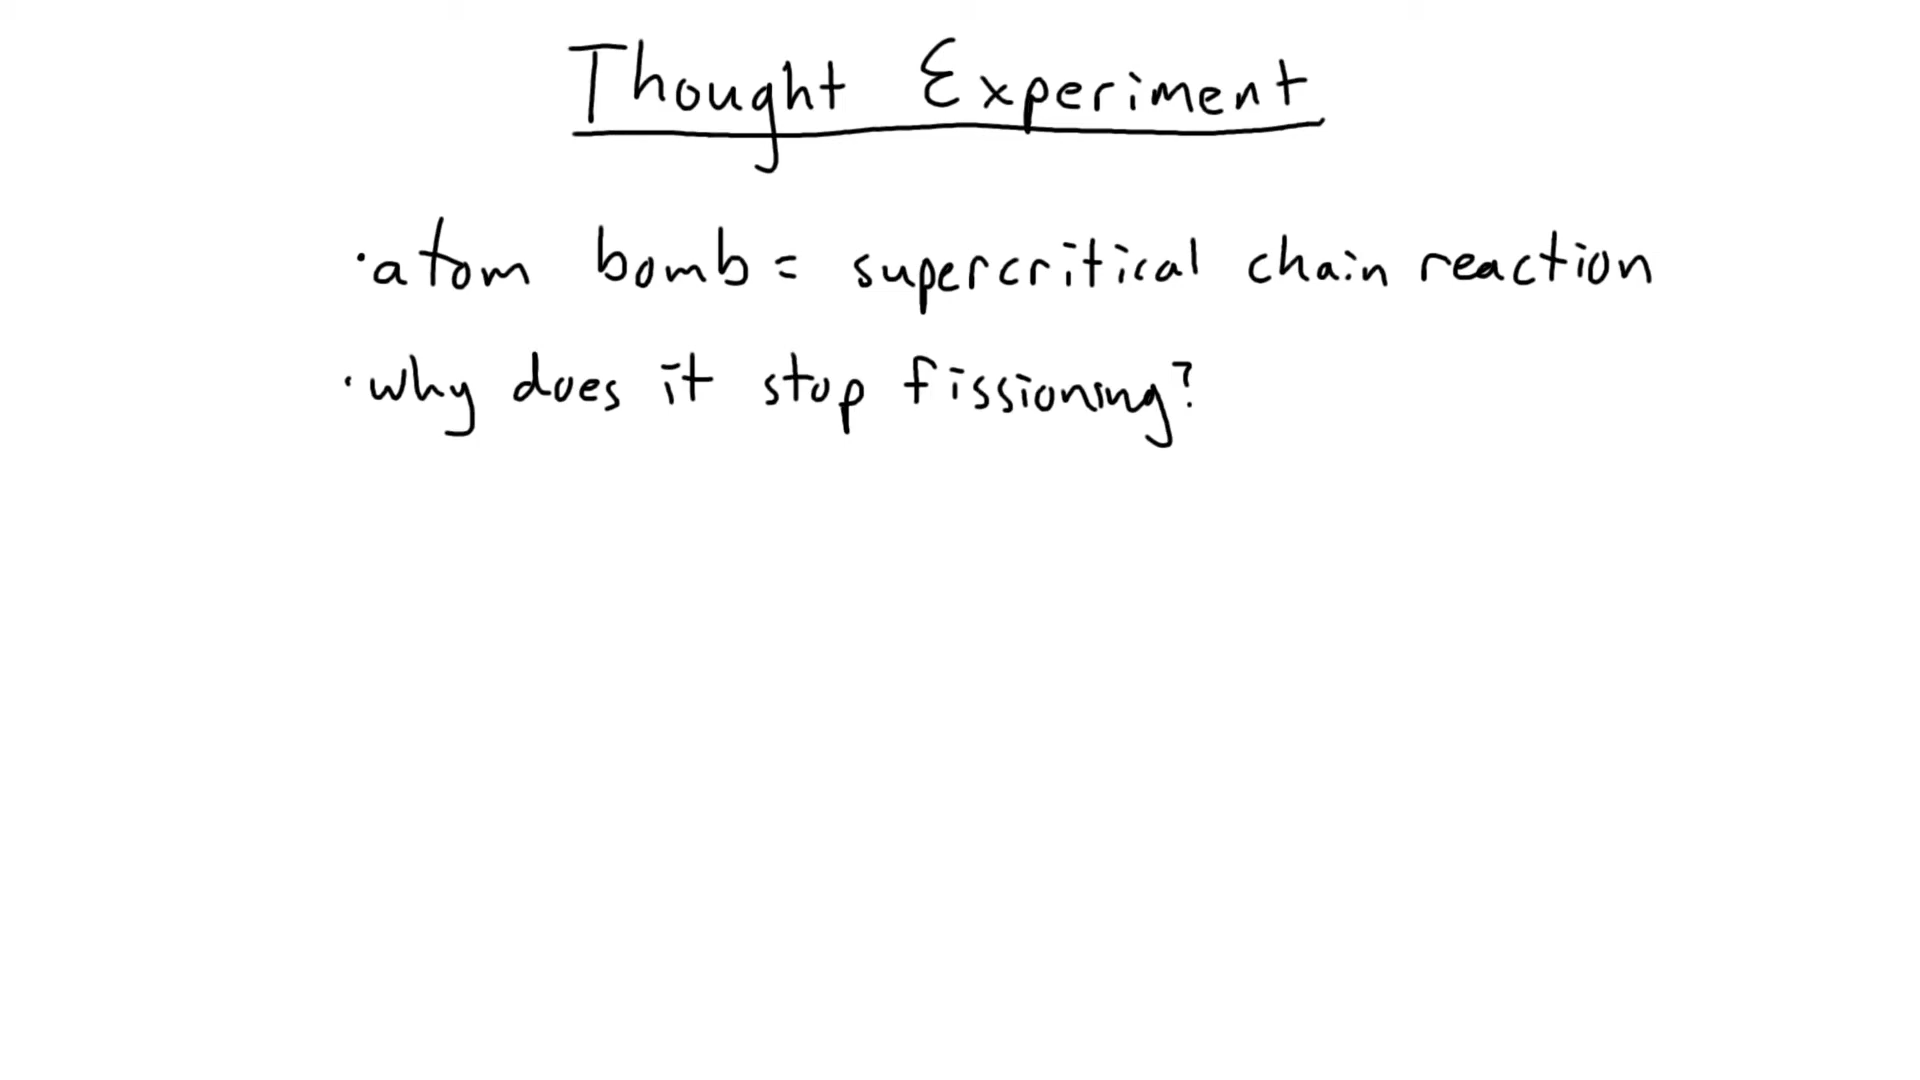 Thought Experiment
·atom bomb = supercritical chain reaction
·why does it stop fissioning?